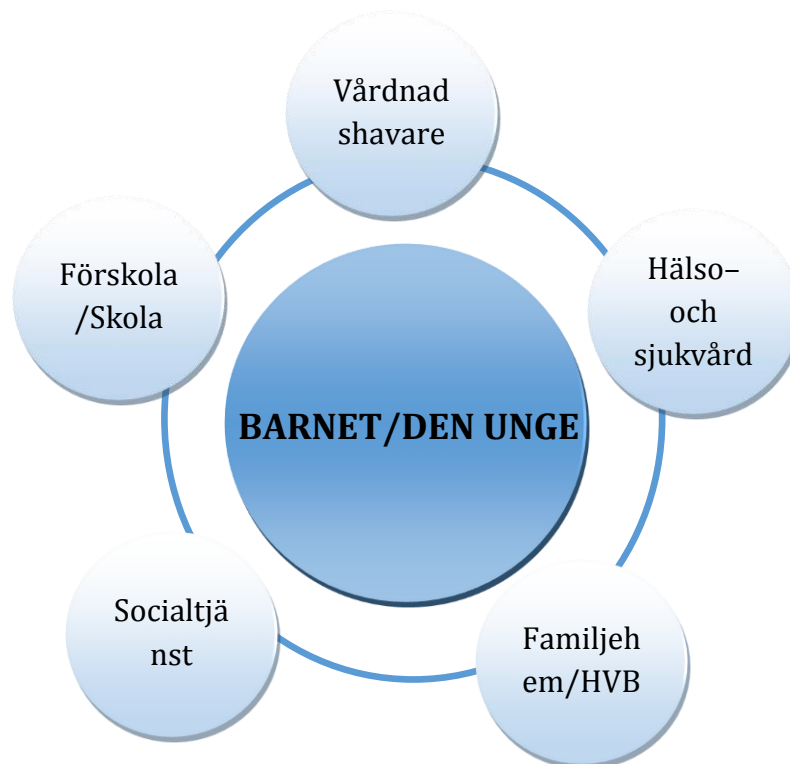 Vårdnad
shavare
Hälso–
och
sjukvård
Förskola
/Skola
BARNET/DEN UNGE
Socialtjä
nst
Familjeh
em/HVB